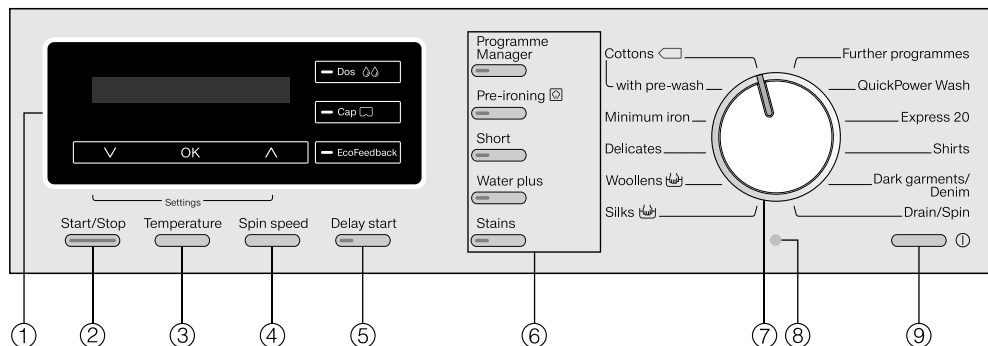 Dos
Cap
EcoFeedback
OK
Settings
Start/Stop
Temperature
Spin speed
Delay start
Programme
Manager
Pre-ironing
Short
Water plus
Stains
Cottons
with pre-wash
Minimum iron
Delicates
Woollens
Silks
Further programmes
QuickPower Wash
Express 20
Shirts
Dark garments/
Denim
Drain/Spin
①
②
③
④
⑤
⑥
⑦
⑧
⑨